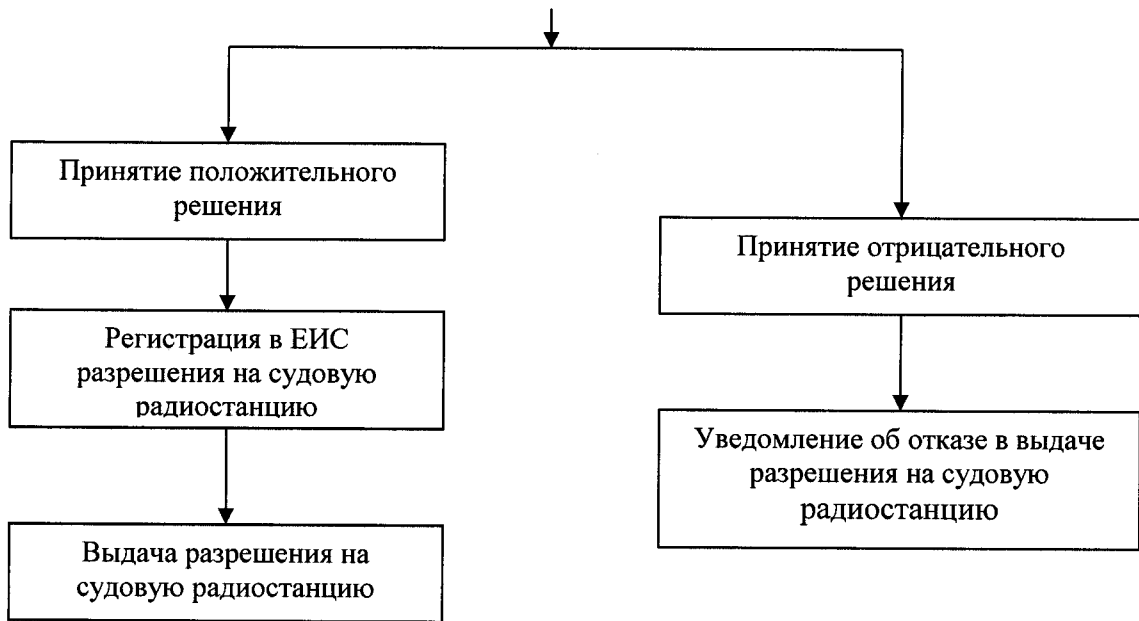 Принятие положительного
решения
Регистрация в ЕИС
разрешения на судовую
радиостанцию
Выдача разрешения на
судовую радиостанцию
Принятие отрицательного
решения
Уведомление об отказе в выдаче
разрешения на судовую
радиостанцию